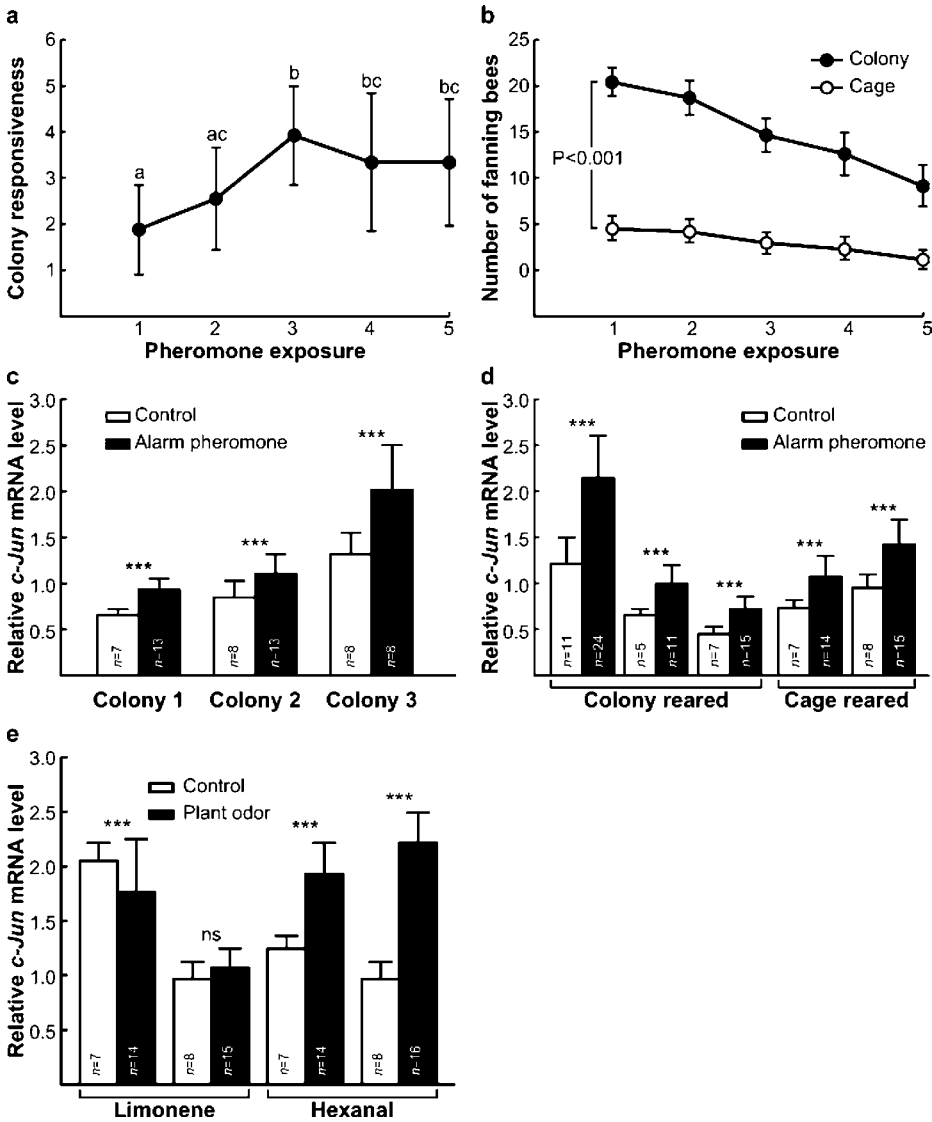 a
Colony responsiveness
6
5
4
3
2
1
a
ac
b
bc
bc
1 2 3 4 5
Pheromone exposure
b
Number of fanning bees
25
20
15
10
5
0
Colony
Cage
P<0.001
1 2 3 4 5
Pheromone exposure
c
Relative c-Jun mRNA level
3.0
2.5
2.0
1.5
1.0
0.5
Control
Alarm pheromone
*** *** ***
n=7 n=13 n=8 n=13 n=8 n=8
Colony 1 Colony 2 Colony 3
d
Relative c-Jun mRNA level
3.0
2.5
2.0
1.5
1.0
0.5
Control
Alarm pheromone
*** *** *** *** ***
n=11 n=24 n=5 n=11 n=7 n=15 n=7 n=14 n=8 n=15
Colony reared Cage reared
e
Relative c-Jun mRNA level
3.0
2.5
2.0
1.5
1.0
0.5
Control
Plant odor
*** ns *** ***
n=7 n=14 n=8 n=15 n=7 n=14 n=8 n=16
Limonene Hexanal